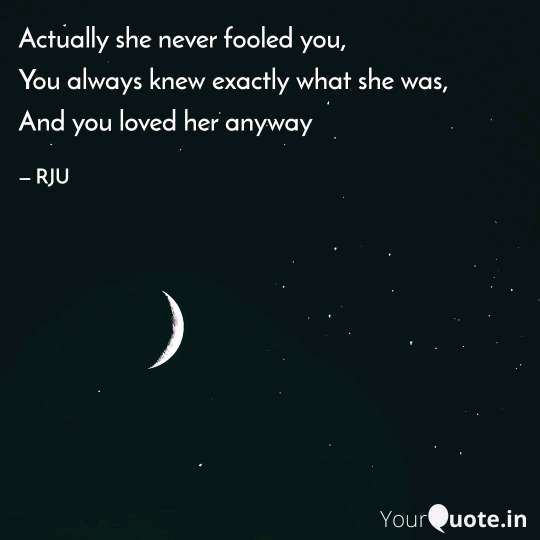 Actually she never fooled you,
You always knew exactly what she was,
And you loved her anyway
– RJU
YourQuote.in